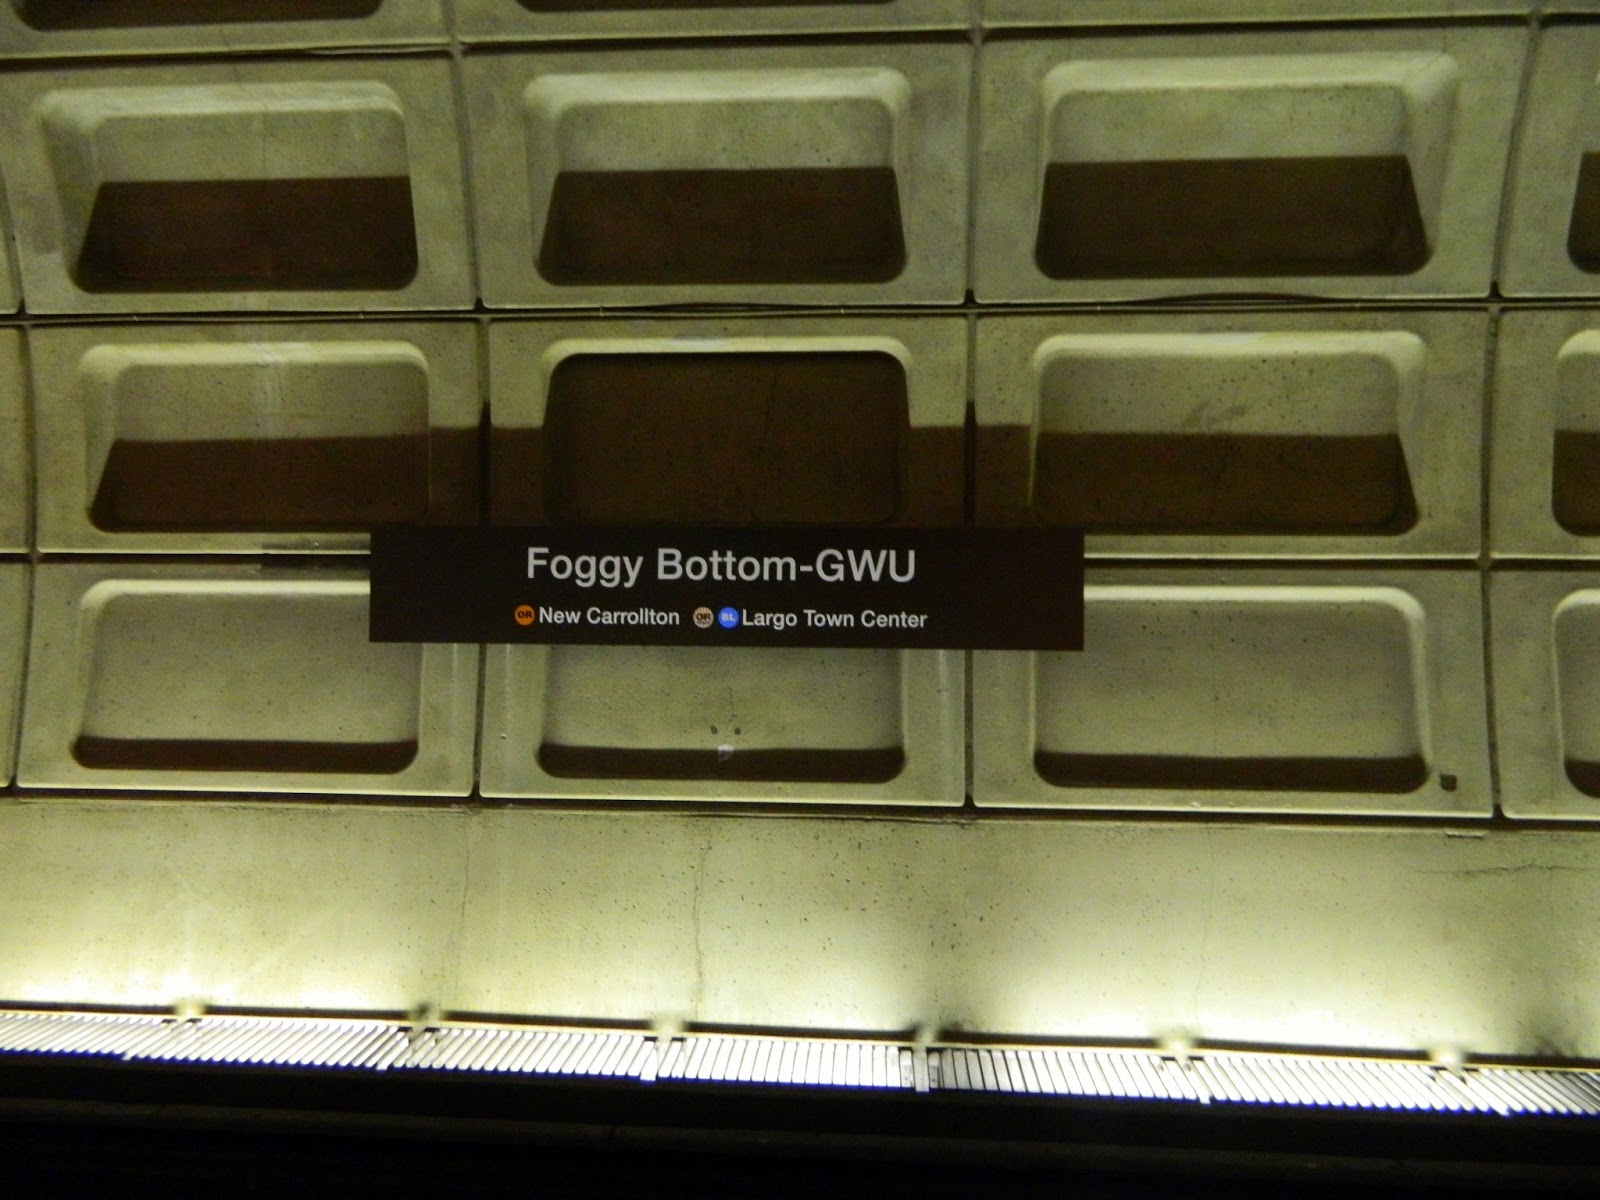 Foggy Bottom-GWU
OR New Carrollton OR BL Largo Town Center